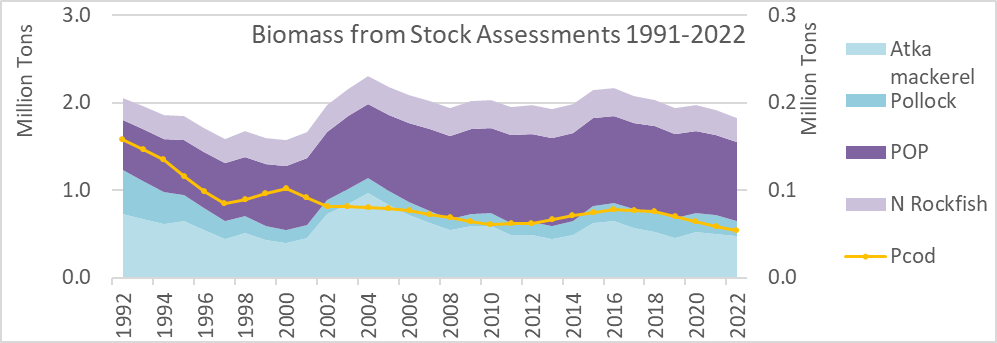 Biomass from Stock Assessments 1991-2022
Million Tons
3.0
2.0
1.0
0.0
0.3
0.2
0.1
0.0
Million Tons
1992
1994
1996
1998
2000
2002
2004
2006
2008
2010
2012
2014
2016
2018
2020
2022
Atka
mackerel
Pollock
POP
N Rockfish
Pcod